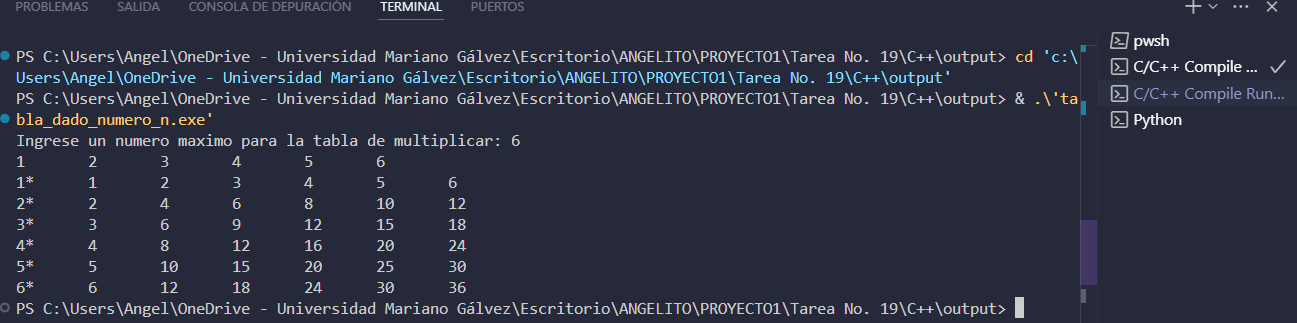 PROBLEMAS SALIDA CONSOLA DE DEPURACIÓN TERMINAL PUERTOS
PS C:\Users\Angel\OneDrive - Universidad Mariano Gálvez\Escritorio\ANGELITO\PROYECTO1\Tarea No. 19\C++\output> cd 'c:\
Users\Angel\OneDrive - Universidad Mariano Gálvez\Escritorio\ANGELITO\PROYECTO1\Tarea No. 19\C++\output'
PS C:\Users\Angel\OneDrive - Universidad Mariano Gálvez\Escritorio\ANGELITO\PROYECTO1\Tarea No. 19\C++\output> & .\'ta
bla_dado_numero_n.exe'
Ingrese un numero maximo para la tabla de multiplicar: 6
1 2 3 4 5 6
1* 1 2 3 4 5 6
2* 2 4 6 8 10 12
3* 3 6 9 12 15 18
4* 4 8 12 16 20 24
5* 5 10 15 20 25 30
6* 6 12 18 24 30 36
PS C:\Users\Angel\OneDrive - Universidad Mariano Gálvez\Escritorio\ANGELITO\PROYECTO1\Tarea No. 19\C++\output>
pwsh
C/C++ Compile ...
C/C++ Compile Run...
Python